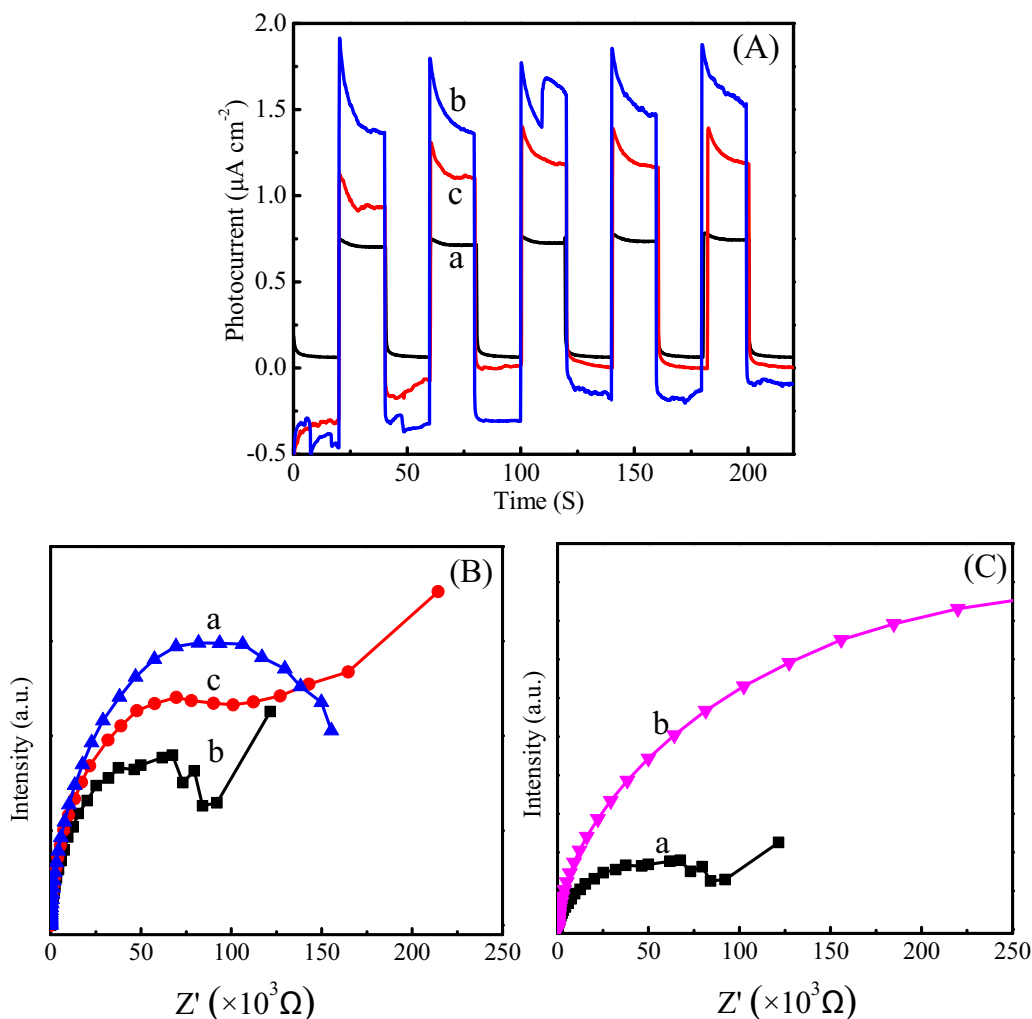 (A)
Photocurrent (µA cm⁻²)
2.0
1.5
1.0
0.5
0.0
-0.5
b
c
a
0 50 100 150 200
Time (S)
(B)
Intensity (a.u.)
a
c
b
0 50 100 150 200 250
Z' (×10³Ω)
(C)
Intensity (a.u.)
b
a
0 50 100 150 200 250
Z' (×10³Ω)